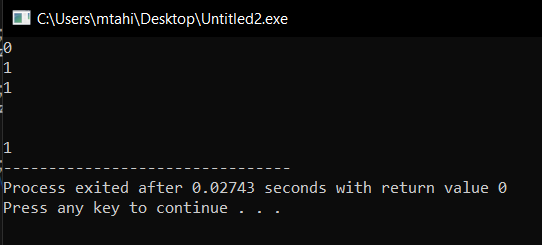 C:\Users\mtahi\Desktop\Untitled2.exe
0
1
1
1
--------------------------------
Process exited after 0.02743 seconds with return value 0
Press any key to continue . . .